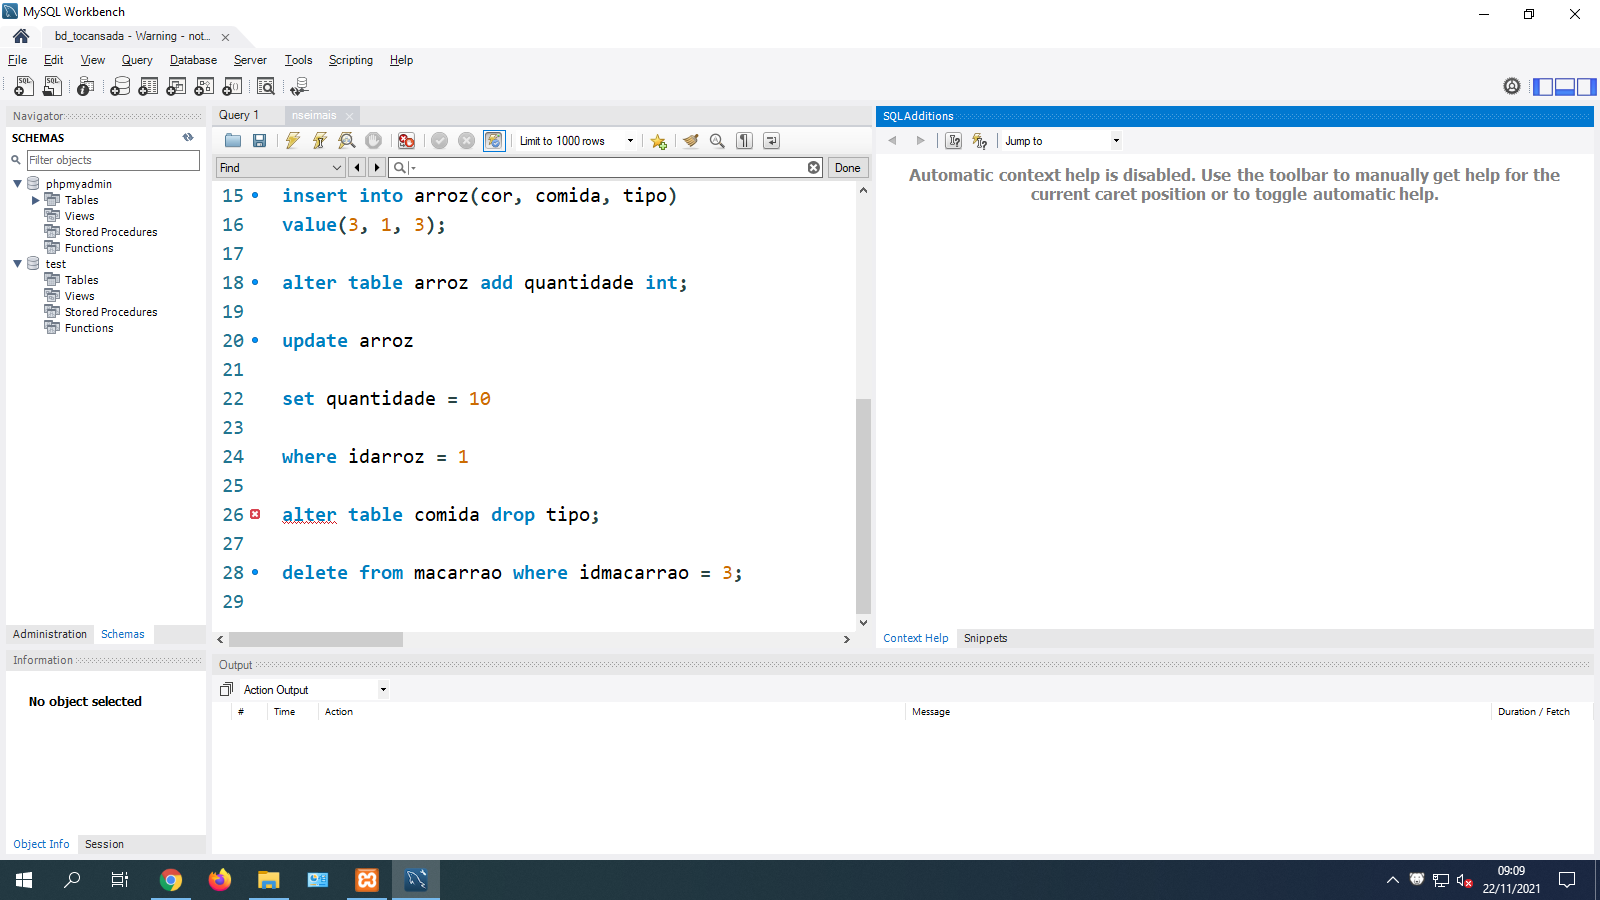 MySQL Workbench
bd_tocansada - Warning - not...
File Edit View Query Database Server Tools Scripting Help
Navigator
SCHEMAS
Filter objects
phpmyadmin
Tables
Views
Stored Procedures
Functions
test
Tables
Views
Stored Procedures
Functions
Administration Schemas
Information
No object selected
Object Info Session
Query 1 nseimais
Limit to 1000 rows
Find Done
15 insert into arroz(cor, comida, tipo)
16 value(3, 1, 3);
17
18 alter table arroz add quantidade int;
19
20 update arroz
21
22 set quantidade = 10
23
24 where idarroz = 1
25
26 alter table comida drop tipo;
27
28 delete from macarrao where idmacarrao = 3;
29
SQLAdditions
Jump to
Automatic context help is disabled. Use the toolbar to manually get help for the
current caret position or to toggle automatic help.
Context Help Snippets
Output
Action Output
# Time Action Message Duration / Fetch
09:09
22/11/2021